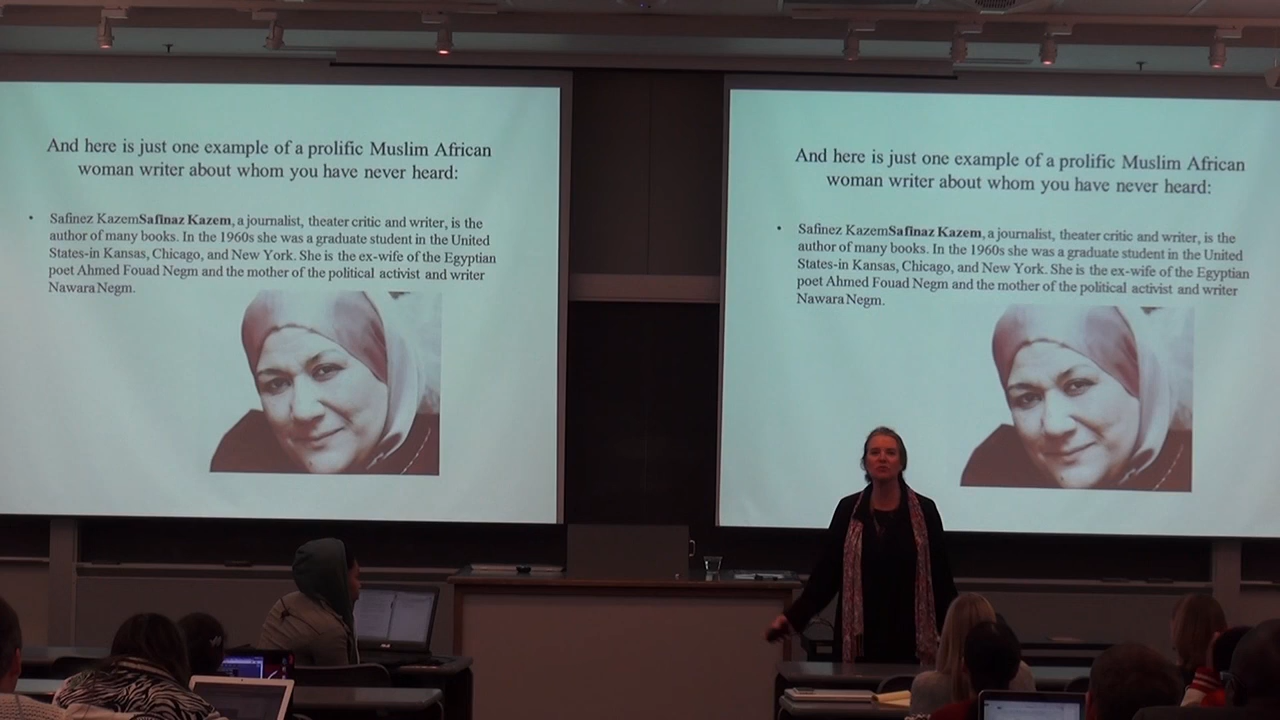 And here is just one example of a prolific Muslim African
woman writer about whom you have never heard:
• Safinez KazemSafinaz Kazem, a journalist, theater critic and writer, is the
author of many books. In the 1960s she was a graduate student in the United
States-in Kansas, Chicago, and New York. She is the ex-wife of the Egyptian
poet Ahmed Fouad Negm and the mother of the political activist and writer
Nawara Negm.
And here is just one example of a prolific Muslim African
woman writer about whom you have never heard:
• Safinez KazemSafinaz Kazem, a journalist, theater critic and writer, is the
author of many books. In the 1960s she was a graduate student in the United
States-in Kansas, Chicago, and New York. She is the ex-wife of the Egyptian
poet Ahmed Fouad Negm and the mother of the political activist and writer
Nawara Negm.